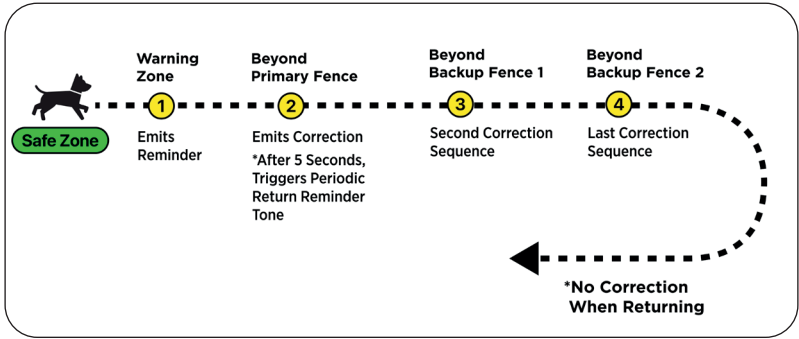 Safe Zone
Warning
Zone
1
Emits
Reminder
Beyond
Primary Fence
2
Emits Correction
*After 5 Seconds,
Triggers Periodic
Return Reminder
Tone
Beyond
Backup Fence 1
3
Second Correction
Sequence
Beyond
Backup Fence 2
4
Last Correction
Sequence
*No Correction
When Returning